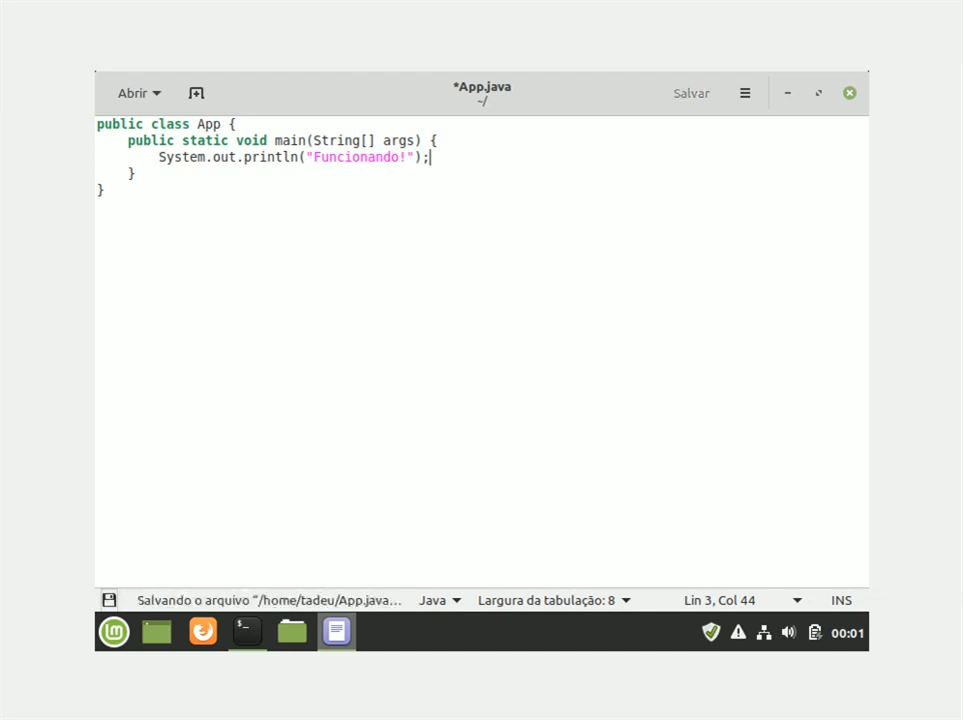 Abrir
*App.java
~/
Salvar
public class App {
    public static void main(String[] args) {
        System.out.println("Funcionando!");
    }
}
Salvando o arquivo “/home/tadeu/App.java… Java Largura da tabulação: 8 Lin 3, Col 44 INS
$_ 00:01